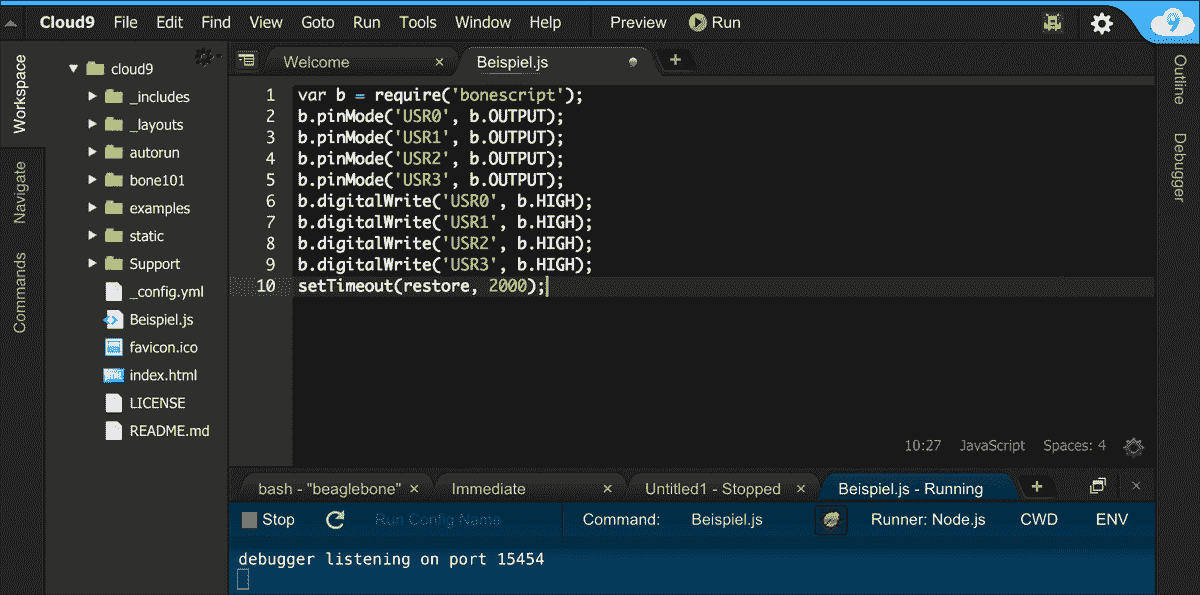 Cloud9 File Edit Find View Goto Run Tools Window Help Preview Run 9
Workspace
Navigate
Commands
cloud9
_includes
_layouts
autorun
bone101
examples
static
Support
_config.yml
Beispiel.js
favicon.ico
index.html
LICENSE
README.md
Welcome × Beispiel.js +
1 var b = require('bonescript');
2 b.pinMode('USR0', b.OUTPUT);
3 b.pinMode('USR1', b.OUTPUT);
4 b.pinMode('USR2', b.OUTPUT);
5 b.pinMode('USR3', b.OUTPUT);
6 b.digitalWrite('USR0', b.HIGH);
7 b.digitalWrite('USR1', b.HIGH);
8 b.digitalWrite('USR2', b.HIGH);
9 b.digitalWrite('USR3', b.HIGH);
10 setTimeout(restore, 2000);
10:27 JavaScript Spaces: 4
Outline
Debugger
bash - "beaglebone" × Immediate × Untitled1 - Stopped × Beispiel.js - Running + ×
Stop Run Config Name Command: Beispiel.js Runner: Node.js CWD ENV
debugger listening on port 15454